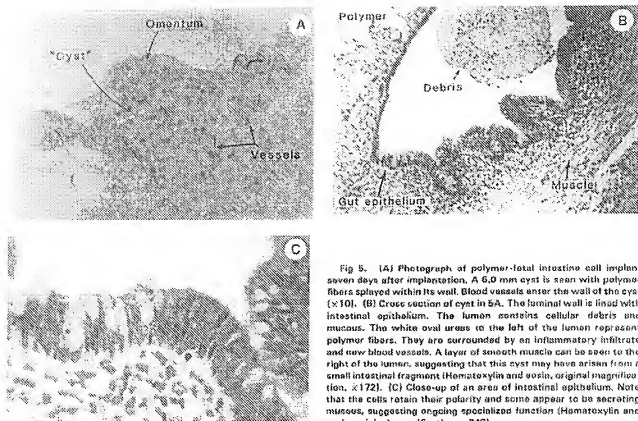 Omentum
A
"Cyst"
Vessels
Polymer
B
Debris
Muscle
Gut epithelium
C
Fig 5. (A) Photograph of polymer-fetal intestine cell implant
seven days after implantation. A 6.0 mm cyst is seen with polymer
fibers splayed within its wall. Blood vessels enter the wall of the cyst
(×10). (B) Cross section of cyst in 5A. The luminal wall is lined with
intestinal epithelium. The lumen contains cellular debris and
mucous. The white oval areas to the left of the lumen represent
polymer fibers. They are surrounded by an inflammatory infiltrate
and new blood vessels. A layer of smooth muscle can be seen to the
right of the lumen, suggesting that this cyst may have arisen from a
small intestinal fragment (Hematoxylin and eosin, original magnifica-
tion, ×172). (C) Close-up of an area of intestinal epithelium. Note
that the cells retain their polarity and some appear to be secreting
mucous, suggesting ongoing specialized function (Hematoxylin and